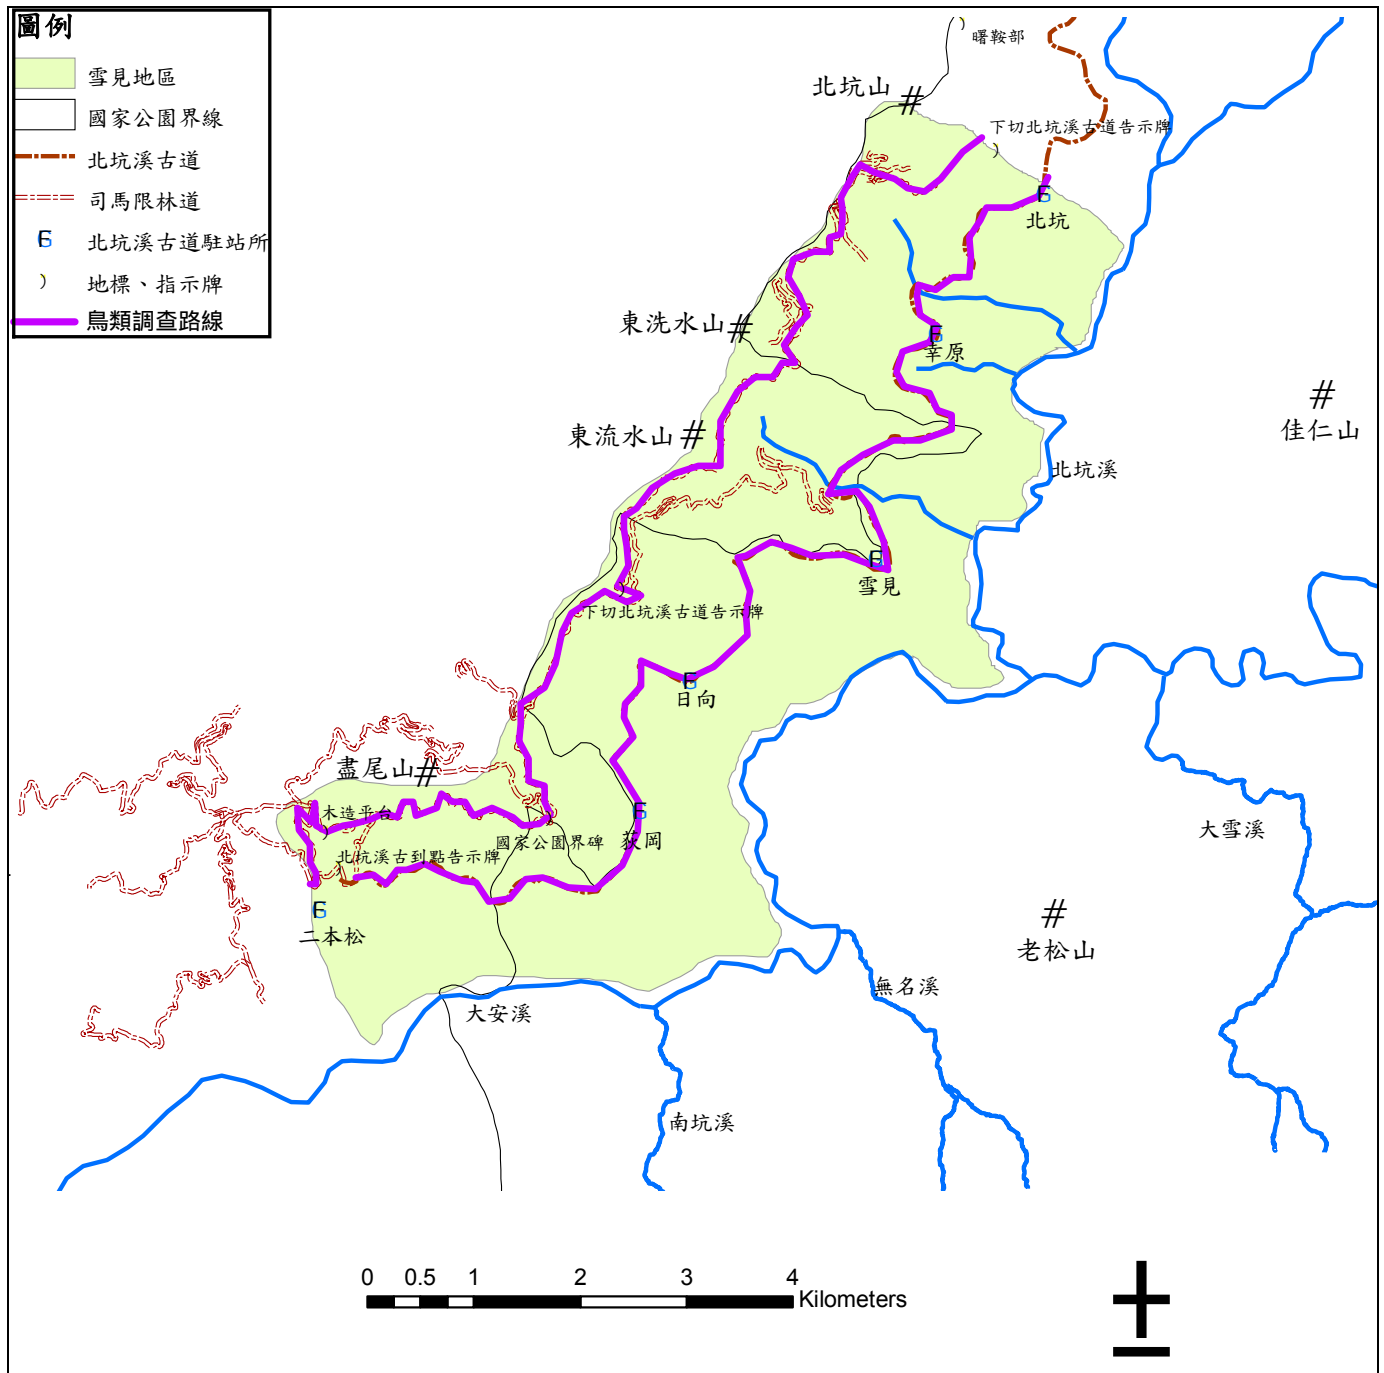 圖例
雪見地區
國家公園界線
北坑溪古道
司馬限林道
北坑溪古道駐站所
地標、指示牌
鳥類調查路線
曙鞍部
北坑山
下切北坑溪古道告示牌
北坑
東洗水山
幸原
佳仁山
東流水山
北坑溪
雪見
下切北坑溪古道告示牌
日向
盡尾山
木造平台
國家公園界碑
荻岡
大雪溪
北坑溪古到點告示牌
二本松
老松山
無名溪
大安溪
南坑溪
0 0.5 1 2 3 4
Kilometers